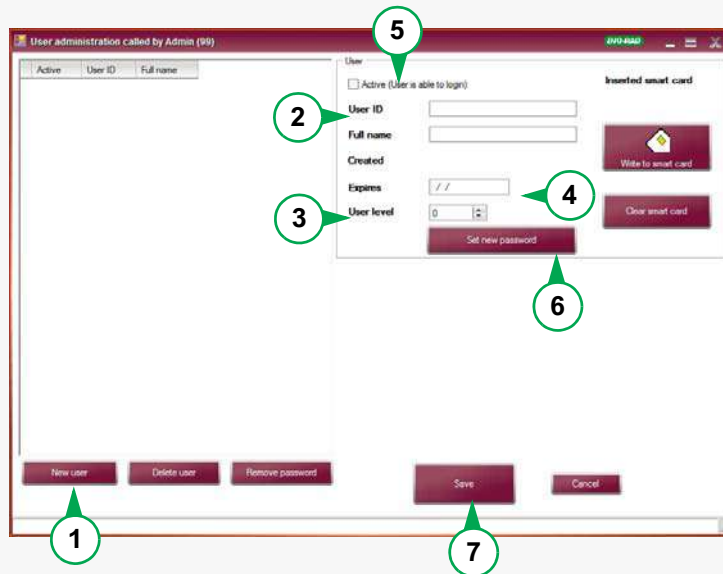 User administration called by Admin (99)
BIO-RAD
5
Active User ID Full name
User
Active (User is able to login)
Inserted smart card
2
User ID
Full name
Write to smart card
Created
Expires / /
4
3
User level 0
Clear smart card
Set new password
6
New user Delete user Remove password
Save Cancel
1
7